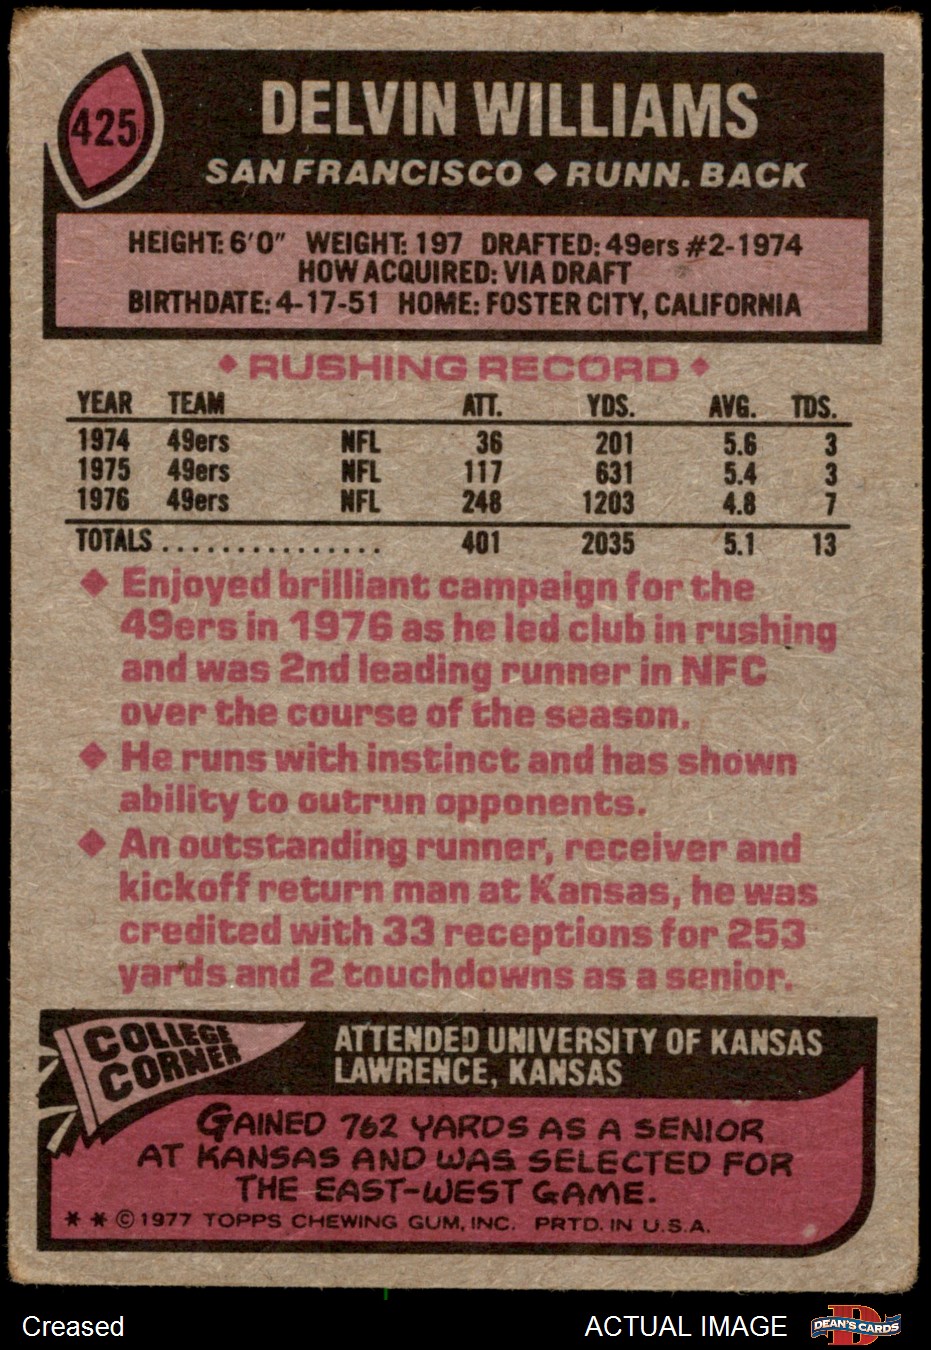 425
DELVIN WILLIAMS
SAN FRANCISCO ◆ RUNN. BACK
HEIGHT: 6'0" WEIGHT: 197 DRAFTED: 49ers #2-1974
HOW ACQUIRED: VIA DRAFT
BIRTHDATE: 4-17-51 HOME: FOSTER CITY, CALIFORNIA
◆ RUSHING RECORD ◆
YEAR TEAM ATT. YDS. AVG. TDS.
1974 49ers NFL 36 201 5.6 3
1975 49ers NFL 117 631 5.4 3
1976 49ers NFL 248 1203 4.8 7
TOTALS ................ 401 2035 5.1 13
◆ Enjoyed brilliant campaign for the
49ers in 1976 as he led club in rushing
and was 2nd leading runner in NFC
over the course of the season.
◆ He runs with instinct and has shown
ability to outrun opponents.
◆ An outstanding runner, receiver and
kickoff return man at Kansas, he was
credited with 33 receptions for 253
yards and 2 touchdowns as a senior.
COLLEGE
CORNER
ATTENDED UNIVERSITY OF KANSAS
LAWRENCE, KANSAS
GAINED 762 YARDS AS A SENIOR
AT KANSAS AND WAS SELECTED FOR
THE EAST-WEST GAME.
* * © 1977 TOPPS CHEWING GUM, INC. PRTD. IN U.S.A.
Creased
ACTUAL IMAGE
D
DEAN'S CARDS